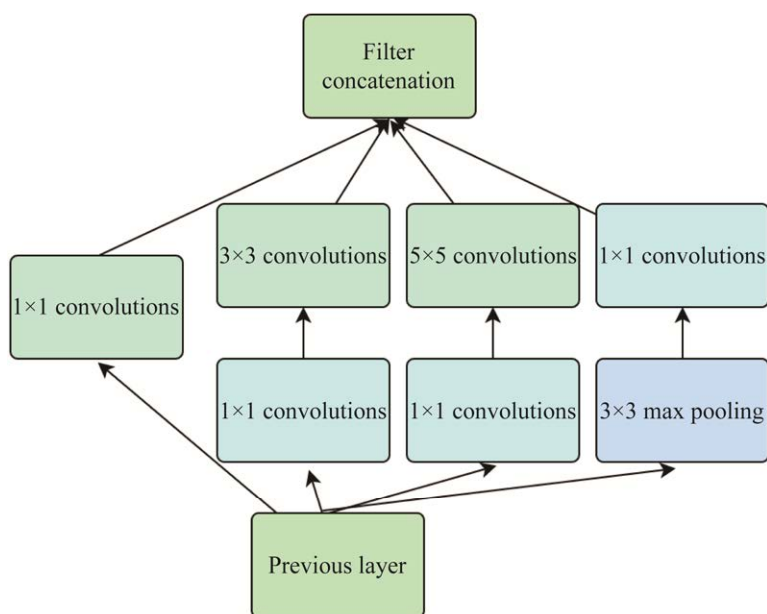 Filter
concatenation
3×3 convolutions
5×5 convolutions
1×1 convolutions
1×1 convolutions
1×1 convolutions
1×1 convolutions
3×3 max pooling
Previous layer